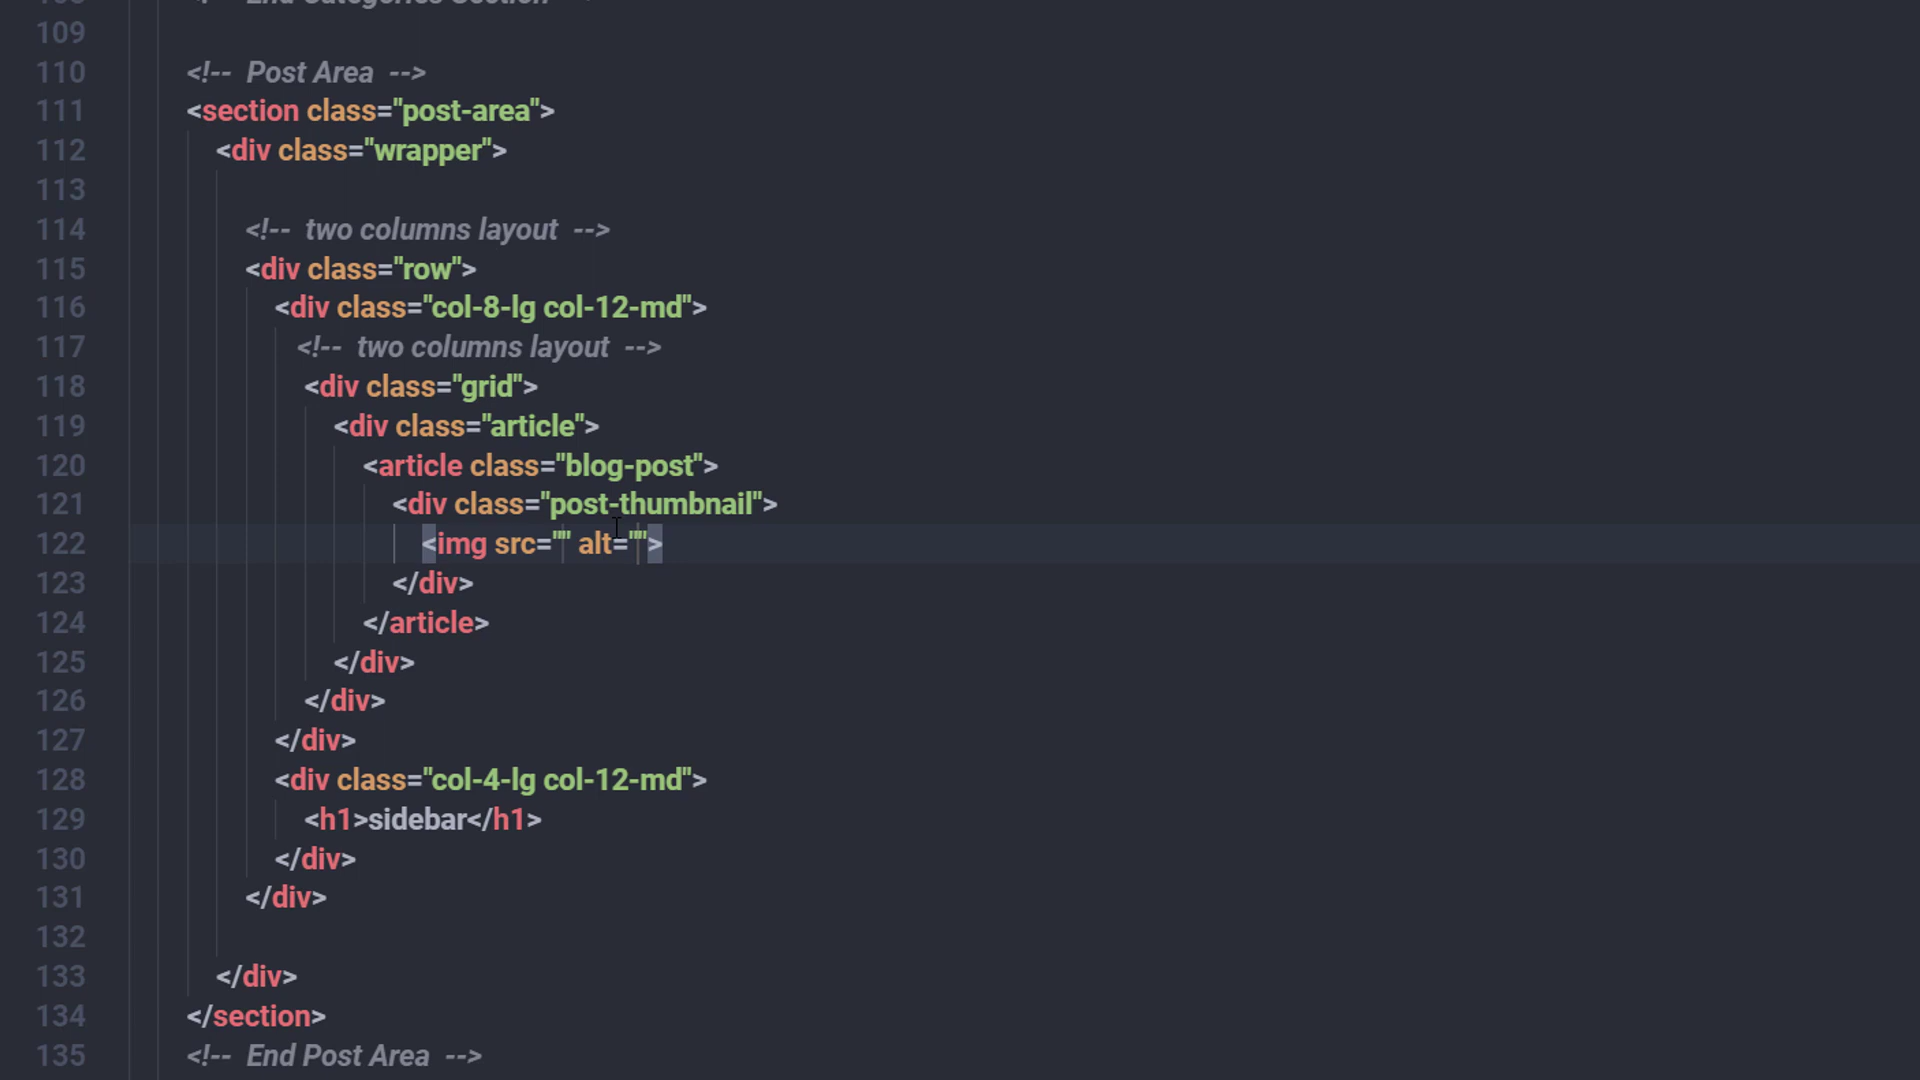 End Categories Section
109
110 <!-- Post Area -->
111 <section class="post-area">
112 <div class="wrapper">
113
114 <!-- two columns layout -->
115 <div class="row">
116 <div class="col-8-lg col-12-md">
117 <!-- two columns layout -->
118 <div class="grid">
119 <div class="article">
120 <article class="blog-post">
121 <div class="post-thumbnail">
122 <img src="" alt="">
123 </div>
124 </article>
125 </div>
126 </div>
127 </div>
128 <div class="col-4-lg col-12-md">
129 <h1>sidebar</h1>
130 </div>
131 </div>
132
133 </div>
134 </section>
135 <!-- End Post Area -->